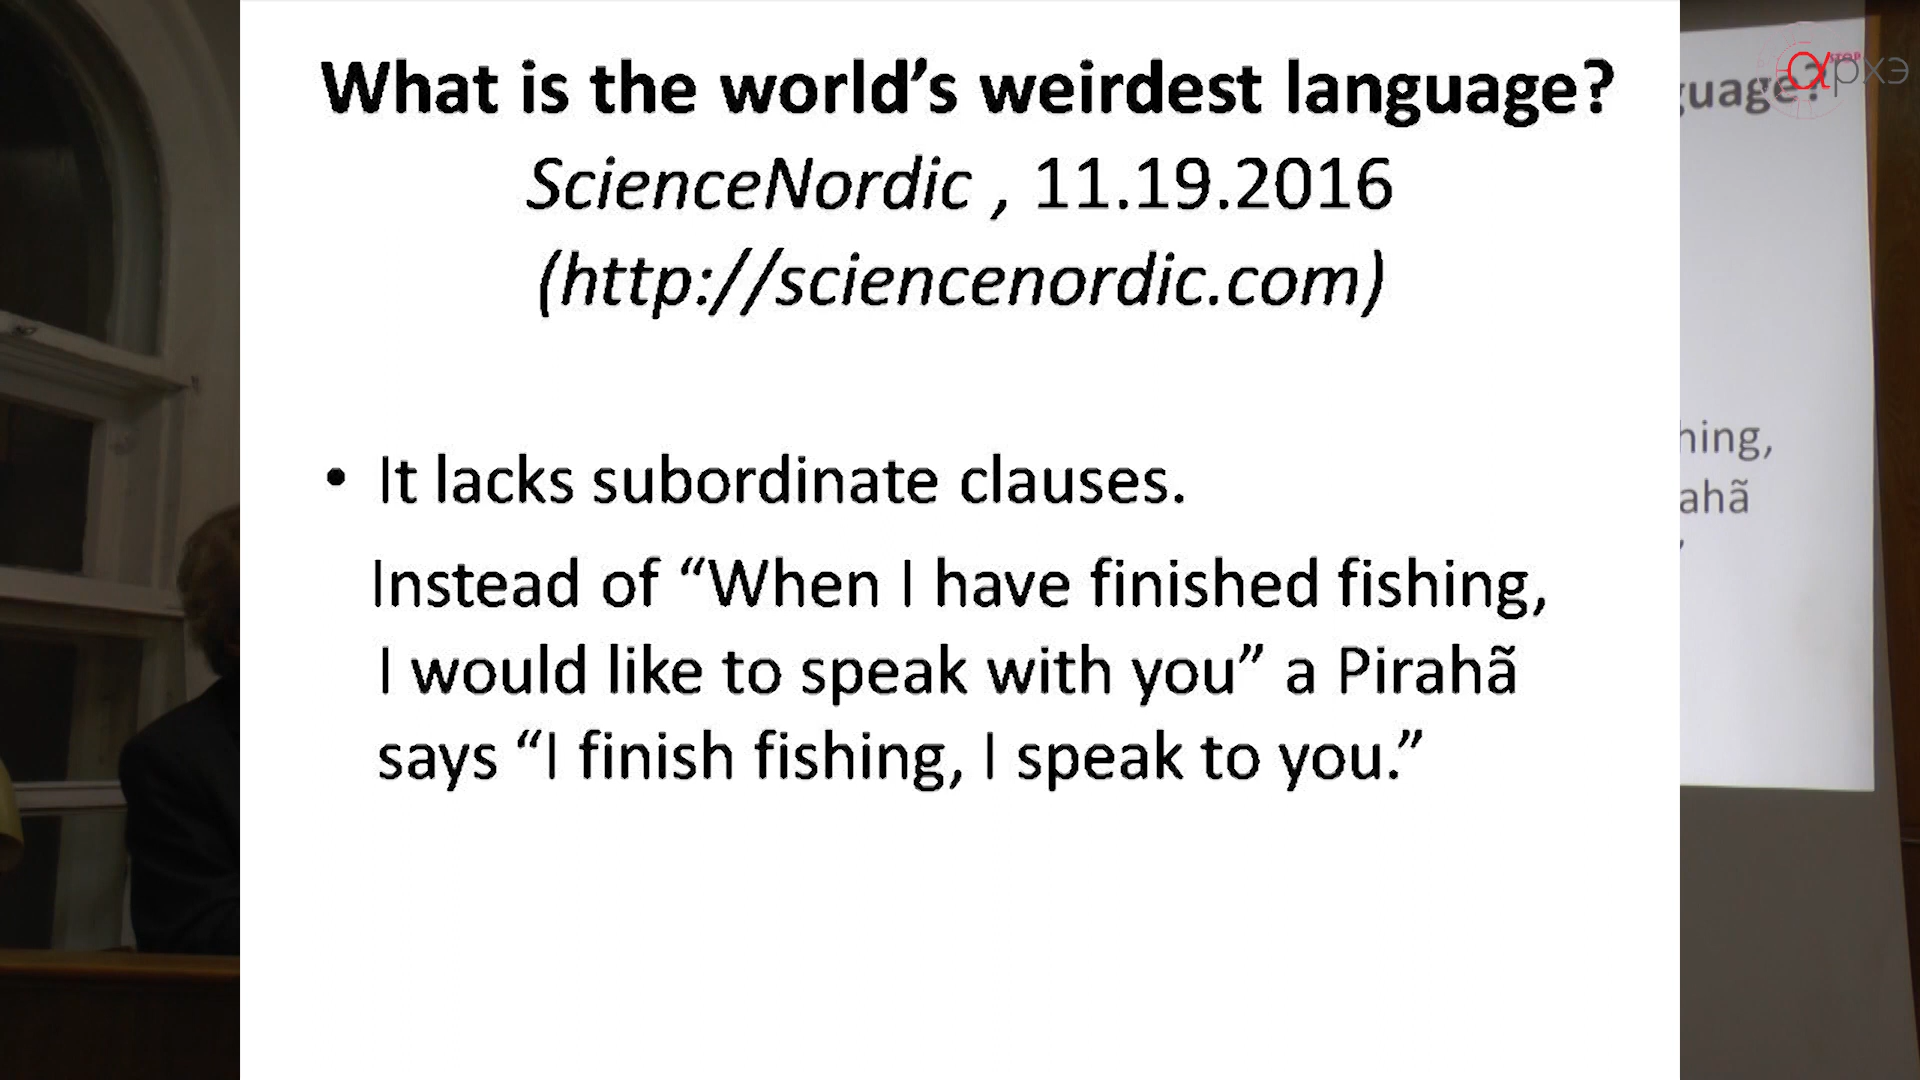 What is the world’s weirdest language?
ScienceNordic , 11.19.2016
(http://sciencenordic.com)
• It lacks subordinate clauses.
Instead of “When I have finished fishing,
I would like to speak with you” a Pirahã
says “I finish fishing, I speak to you.”
guage?
αрхэ
hing,
ahã